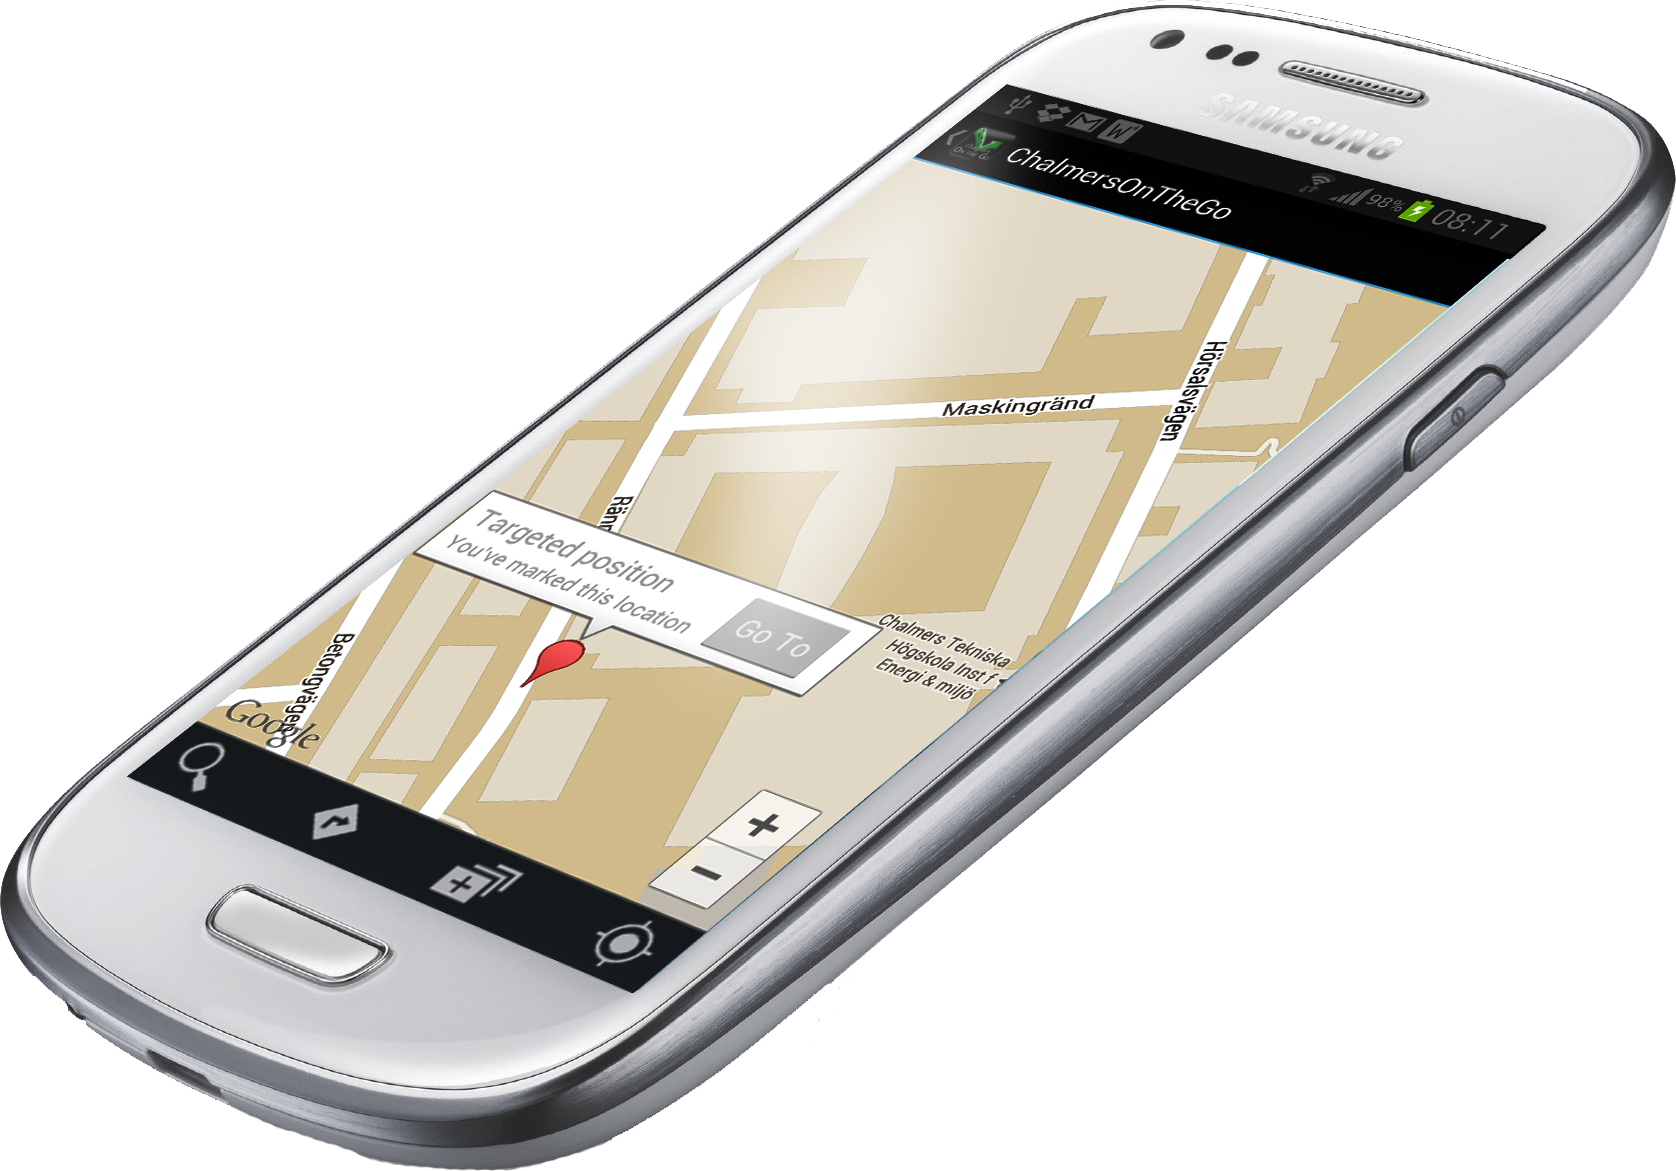 SAMSUNG
98% 08:11
ChalmersOnTheGo
Hörsalsvägen
Maskingränd
Ränn
Targeted position
You've marked this location
Go To
Chalmers Tekniska
Högskola Inst f
Energi & miljö
Betongvägen
Google
+
-